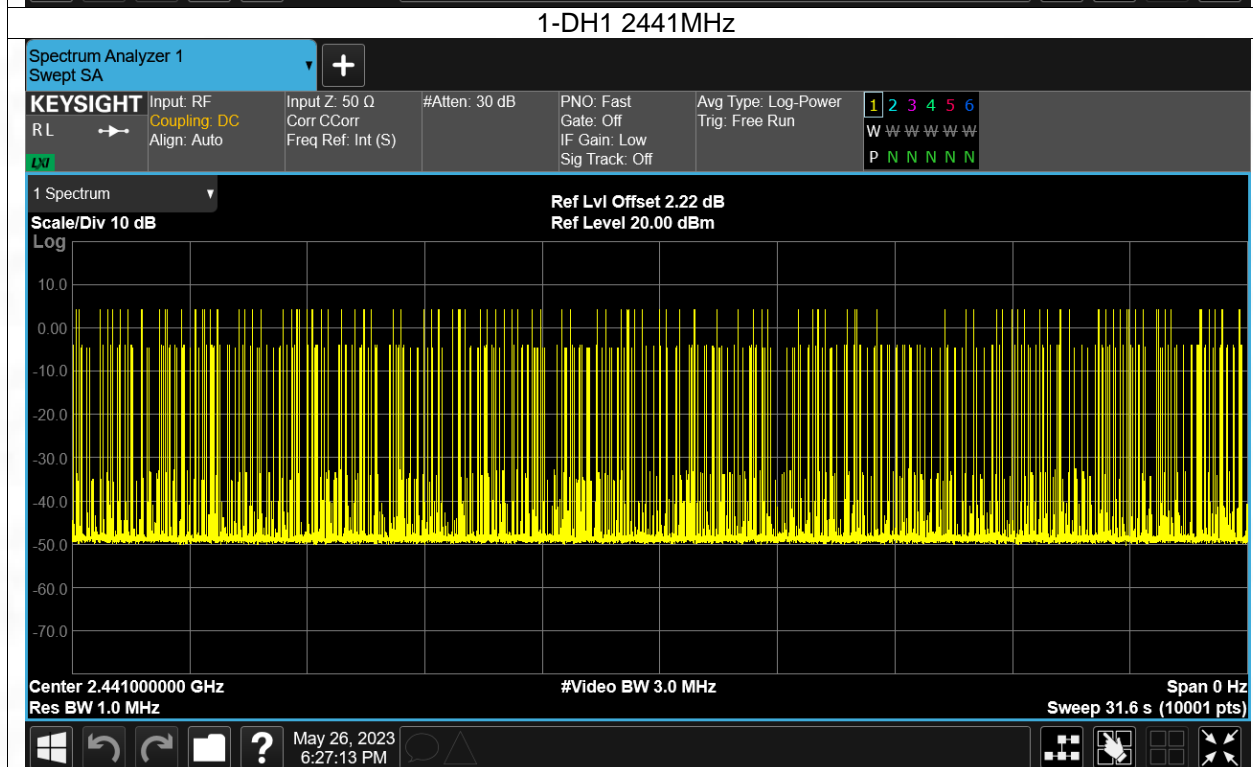 1-DH1 2441MHz
Spectrum Analyzer 1
Swept SA
KEYSIGHT
RL
LXI
Input: RF
Coupling: DC
Align: Auto
Input Z: 50 Ω
Corr CCorr
Freq Ref: Int (S)
#Atten: 30 dB
PNO: Fast
Gate: Off
IF Gain: Low
Sig Track: Off
Avg Type: Log-Power
Trig: Free Run
1 2 3 4 5 6
W W W W W W
P N N N N N
1 Spectrum
Scale/Div 10 dB
Ref Lvl Offset 2.22 dB
Ref Level 20.00 dBm
Log
10.0
0.00
-10.0
-20.0
-30.0
-40.0
-50.0
-60.0
-70.0
Center 2.441000000 GHz
Res BW 1.0 MHz
#Video BW 3.0 MHz
Span 0 Hz
Sweep 31.6 s (10001 pts)
?
May 26, 2023
6:27:13 PM